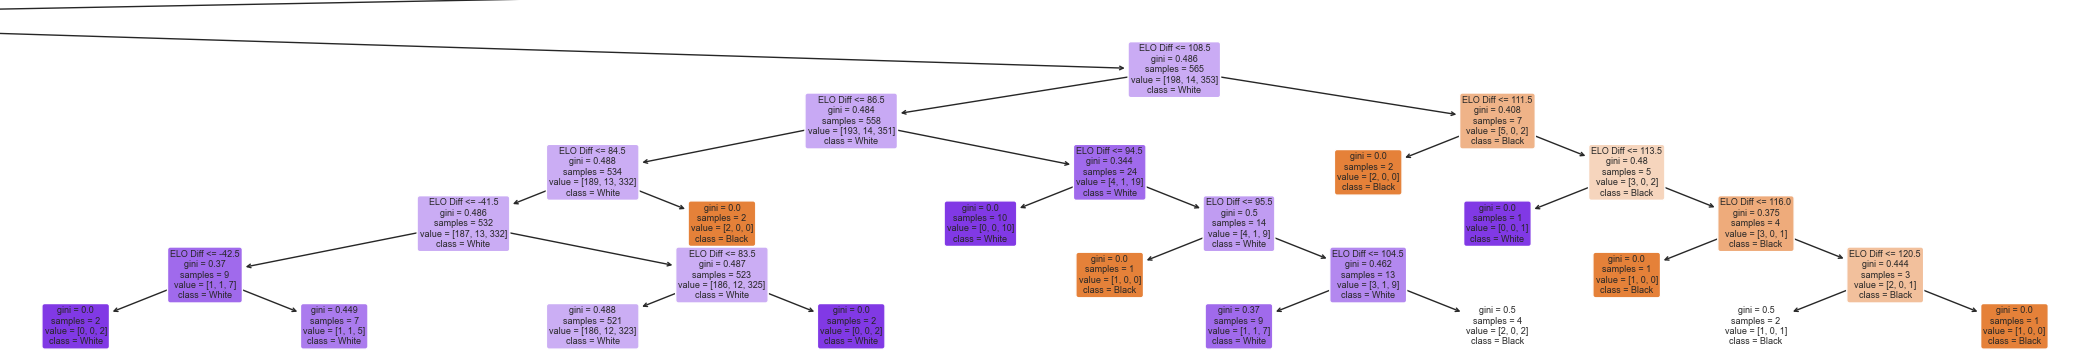 ELO Diff <= 108.5
gini = 0.486
samples = 565
value = [198, 14, 353]
class = White
ELO Diff <= 86.5
gini = 0.484
samples = 558
value = [193, 14, 351]
class = White
ELO Diff <= 111.5
gini = 0.408
samples = 7
value = [5, 0, 2]
class = Black
ELO Diff <= 84.5
gini = 0.488
samples = 534
value = [189, 13, 332]
class = White
ELO Diff <= 94.5
gini = 0.344
samples = 24
value = [4, 1, 19]
class = White
gini = 0.0
samples = 2
value = [2, 0, 0]
class = Black
ELO Diff <= 113.5
gini = 0.48
samples = 5
value = [3, 0, 2]
class = Black
ELO Diff <= -41.5
gini = 0.486
samples = 532
value = [187, 13, 332]
class = White
gini = 0.0
samples = 2
value = [2, 0, 0]
class = Black
gini = 0.0
samples = 10
value = [0, 0, 10]
class = White
ELO Diff <= 95.5
gini = 0.5
samples = 14
value = [4, 1, 9]
class = White
gini = 0.0
samples = 1
value = [0, 0, 1]
class = White
ELO Diff <= 116.0
gini = 0.375
samples = 4
value = [3, 0, 1]
class = Black
ELO Diff <= -42.5
gini = 0.37
samples = 9
value = [1, 1, 7]
class = White
ELO Diff <= 83.5
gini = 0.487
samples = 523
value = [186, 12, 325]
class = White
gini = 0.0
samples = 1
value = [1, 0, 0]
class = Black
ELO Diff <= 104.5
gini = 0.462
samples = 13
value = [3, 1, 9]
class = White
gini = 0.0
samples = 1
value = [1, 0, 0]
class = Black
ELO Diff <= 120.5
gini = 0.444
samples = 3
value = [2, 0, 1]
class = Black
gini = 0.0
samples = 2
value = [0, 0, 2]
class = White
gini = 0.449
samples = 7
value = [1, 1, 5]
class = White
gini = 0.488
samples = 521
value = [186, 12, 323]
class = White
gini = 0.0
samples = 2
value = [0, 0, 2]
class = White
gini = 0.37
samples = 9
value = [1, 1, 7]
class = White
gini = 0.5
samples = 4
value = [2, 0, 2]
class = Black
gini = 0.5
samples = 2
value = [1, 0, 1]
class = Black
gini = 0.0
samples = 1
value = [1, 0, 0]
class = Black